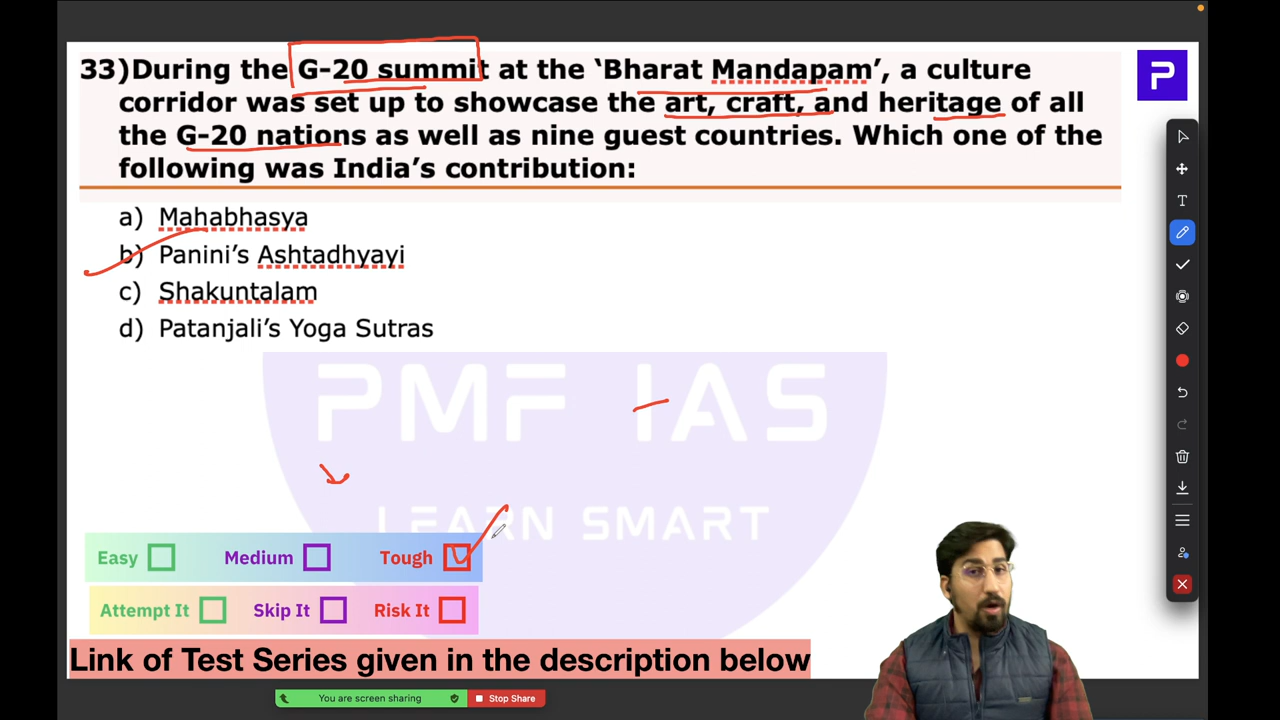 33)During the G-20 summit at the ‘Bharat Mandapam’, a culture
corridor was set up to showcase the art, craft, and heritage of all
the G-20 nations as well as nine guest countries. Which one of the
following was India’s contribution:
a) Mahabhasya
b) Panini’s Ashtadhyayi
c) Shakuntalam
d) Patanjali’s Yoga Sutras
PMF IAS
LEARN SMART
Easy Medium Tough
Attempt It Skip It Risk It
Link of Test Series given in the description below
You are screen sharing Stop Share
P
T